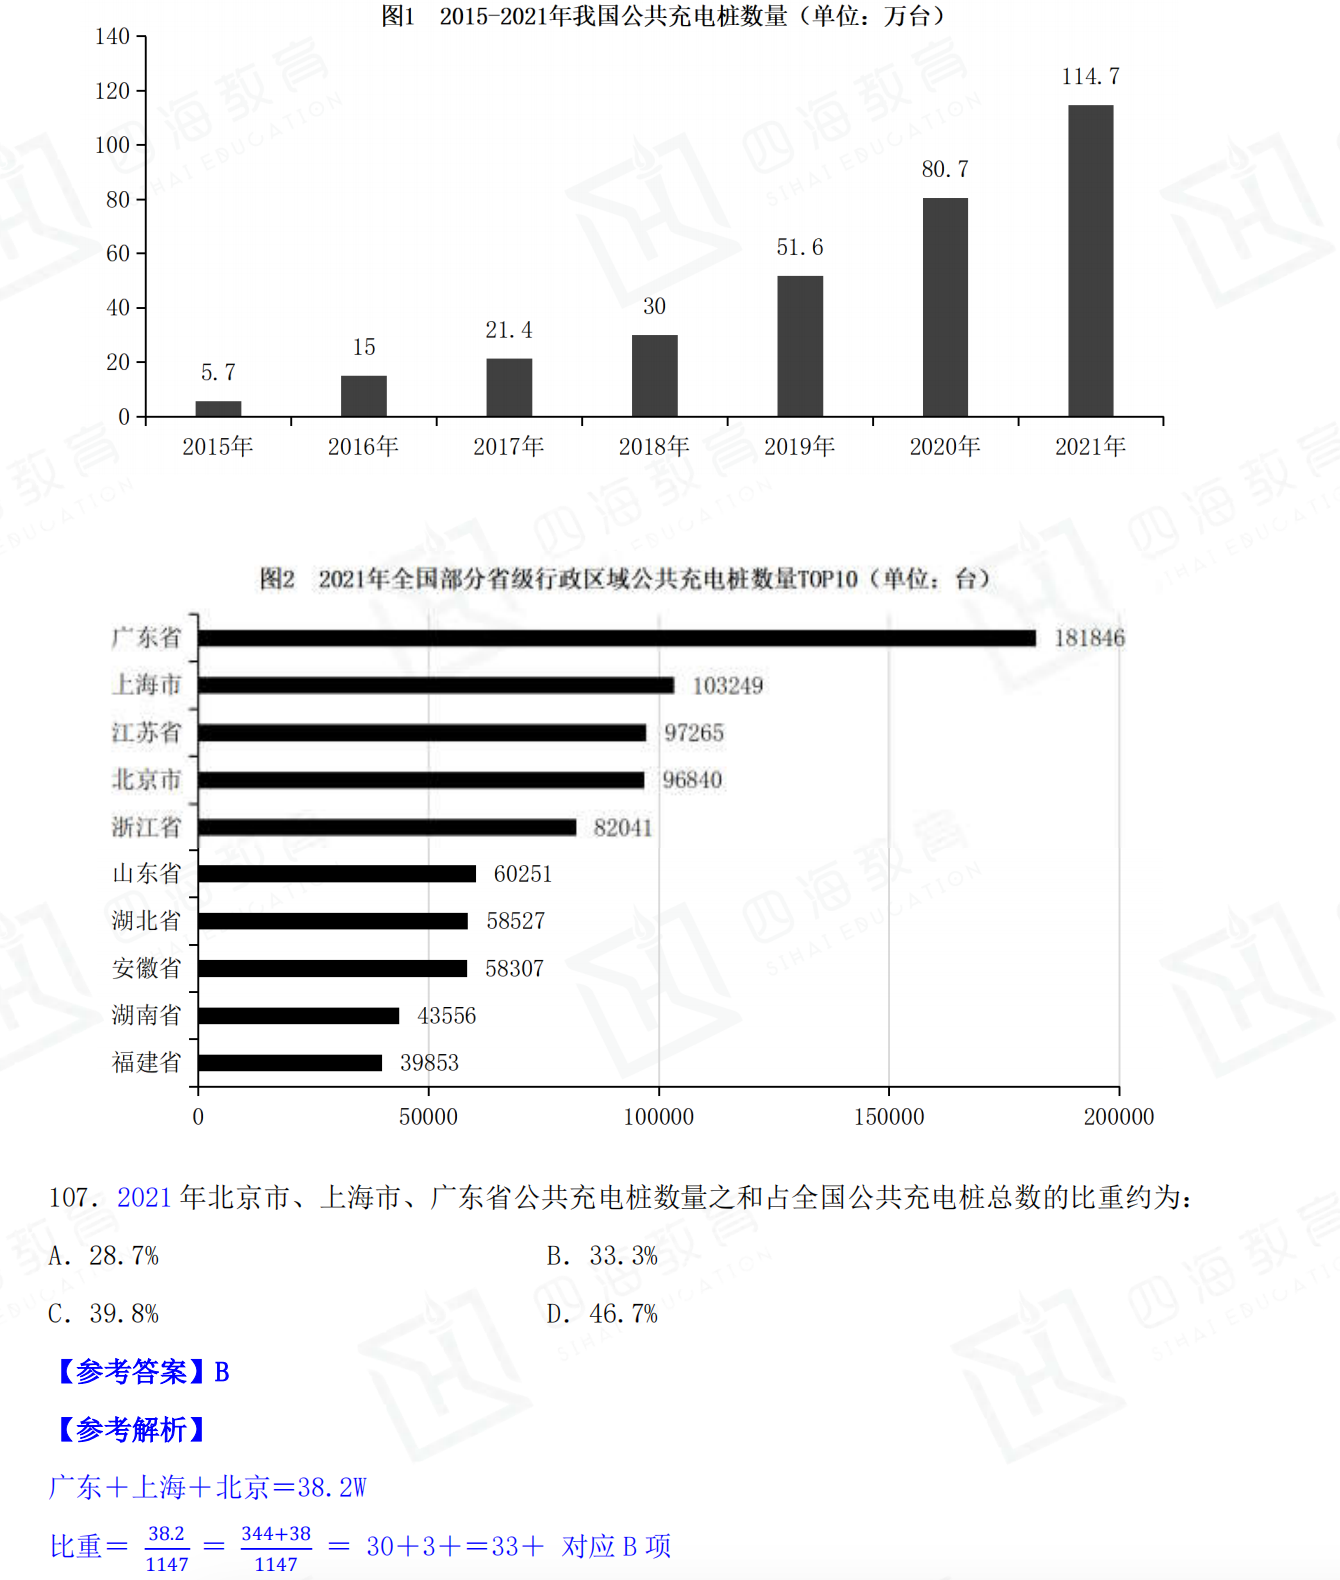 图1  2015-2021年我国公共充电桩数量（单位：万台）
140
120
100
80
60
40
20
0
5.7
15
21.4
30
51.6
80.7
114.7
2015年 2016年 2017年 2018年 2019年 2020年 2021年
图2  2021年全国部分省级行政区域公共充电桩数量TOP10（单位：台）
广东省 181846
上海市 103249
江苏省 97265
北京市 96840
浙江省 82041
山东省 60251
湖北省 58527
安徽省 58307
湖南省 43556
福建省 39853
0 50000 100000 150000 200000
107. 2021 年北京市、上海市、广东省公共充电桩数量之和占全国公共充电桩总数的比重约为：
A. 28.7% B. 33.3%
C. 39.8% D. 46.7%
【参考答案】B
【参考解析】
广东＋上海＋北京＝38.2W
比重＝ 38.2/1147 ＝ 344+38/1147 ＝ 30＋3＋＝33＋ 对应 B 项
四海教育
SIHAI EDUCATION